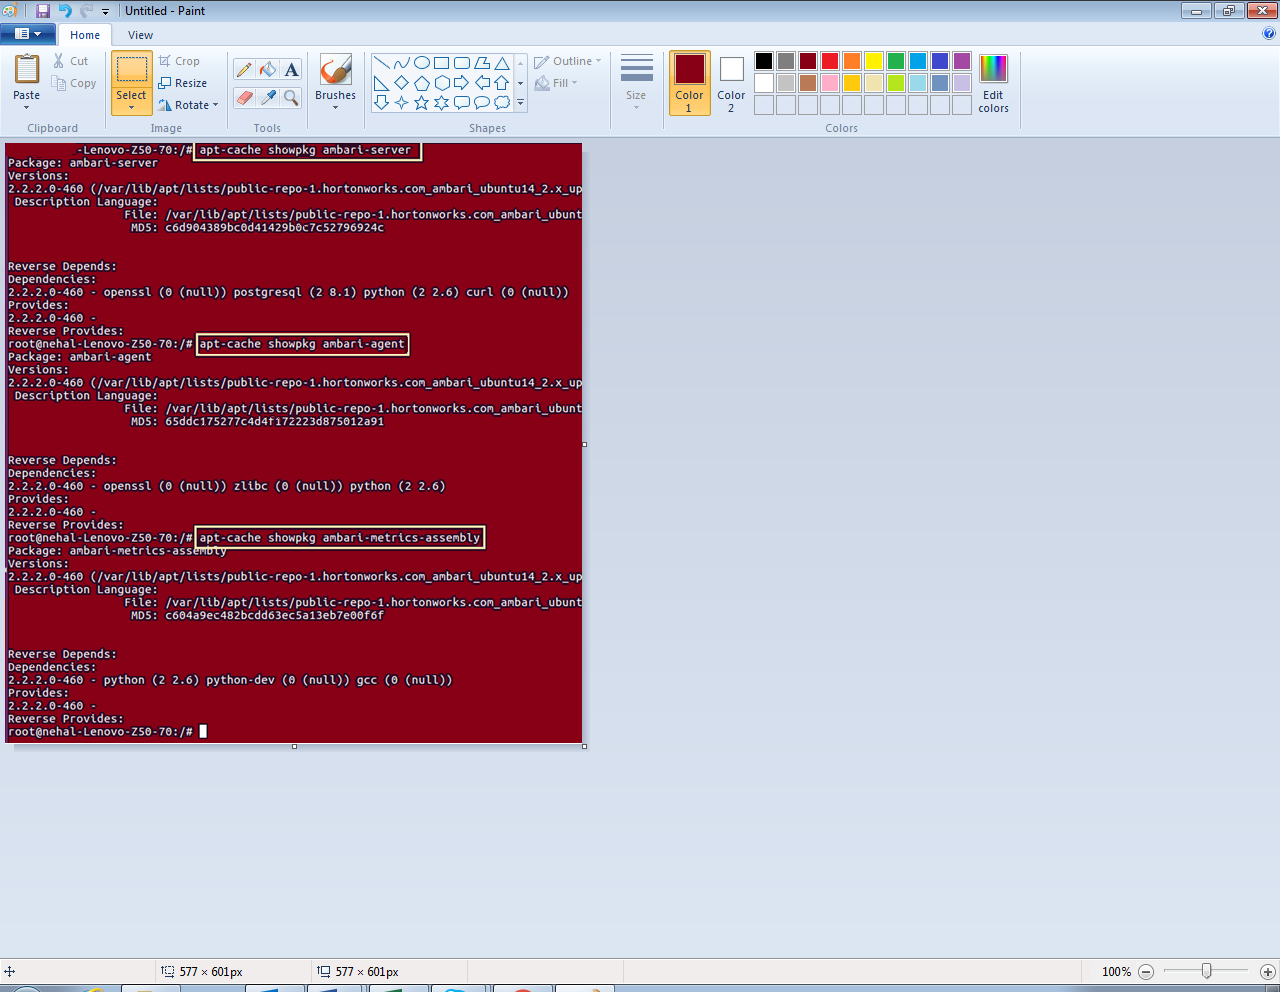 Untitled - Paint
Home View
Paste
Cut
Copy
Clipboard
Select
Crop
Resize
Rotate
Image
Tools
Brushes
Shapes
Outline
Fill
Size
Color 1
Color 2
Edit colors
Colors
-Lenovo-Z50-70:/# apt-cache showpkg ambari-server
Package: ambari-server
Versions:
2.2.2.0-460 (/var/lib/apt/lists/public-repo-1.hortonworks.com_ambari_ubuntu14_2.x_up
Description Language:
File: /var/lib/apt/lists/public-repo-1.hortonworks.com_ambari_ubunt
MD5: c6d904389bc0d41429b0c7c52796924c
Reverse Depends:
Dependencies:
2.2.2.0-460 - openssl (0 (null)) postgresql (2 8.1) python (2 2.6) curl (0 (null))
Provides:
2.2.2.0-460 -
Reverse Provides:
root@nehal-Lenovo-Z50-70:/# apt-cache showpkg ambari-agent
Package: ambari-agent
Versions:
2.2.2.0-460 (/var/lib/apt/lists/public-repo-1.hortonworks.com_ambari_ubuntu14_2.x_up
Description Language:
File: /var/lib/apt/lists/public-repo-1.hortonworks.com_ambari_ubunt
MD5: 65ddc175277c4d4f172223d875012a91
Reverse Depends:
Dependencies:
2.2.2.0-460 - openssl (0 (null)) zlibc (0 (null)) python (2 2.6)
Provides:
2.2.2.0-460 -
Reverse Provides:
root@nehal-Lenovo-Z50-70:/# apt-cache showpkg ambari-metrics-assembly
Package: ambari-metrics-assembly
Versions:
2.2.2.0-460 (/var/lib/apt/lists/public-repo-1.hortonworks.com_ambari_ubuntu14_2.x_up
Description Language:
File: /var/lib/apt/lists/public-repo-1.hortonworks.com_ambari_ubunt
MD5: c604a9ec482bcdd63ec5a13eb7e00f6f
Reverse Depends:
Dependencies:
2.2.2.0-460 - python (2 2.6) python-dev (0 (null)) gcc (0 (null))
Provides:
2.2.2.0-460 -
Reverse Provides:
root@nehal-Lenovo-Z50-70:/#
577 × 601px 577 × 601px 100%